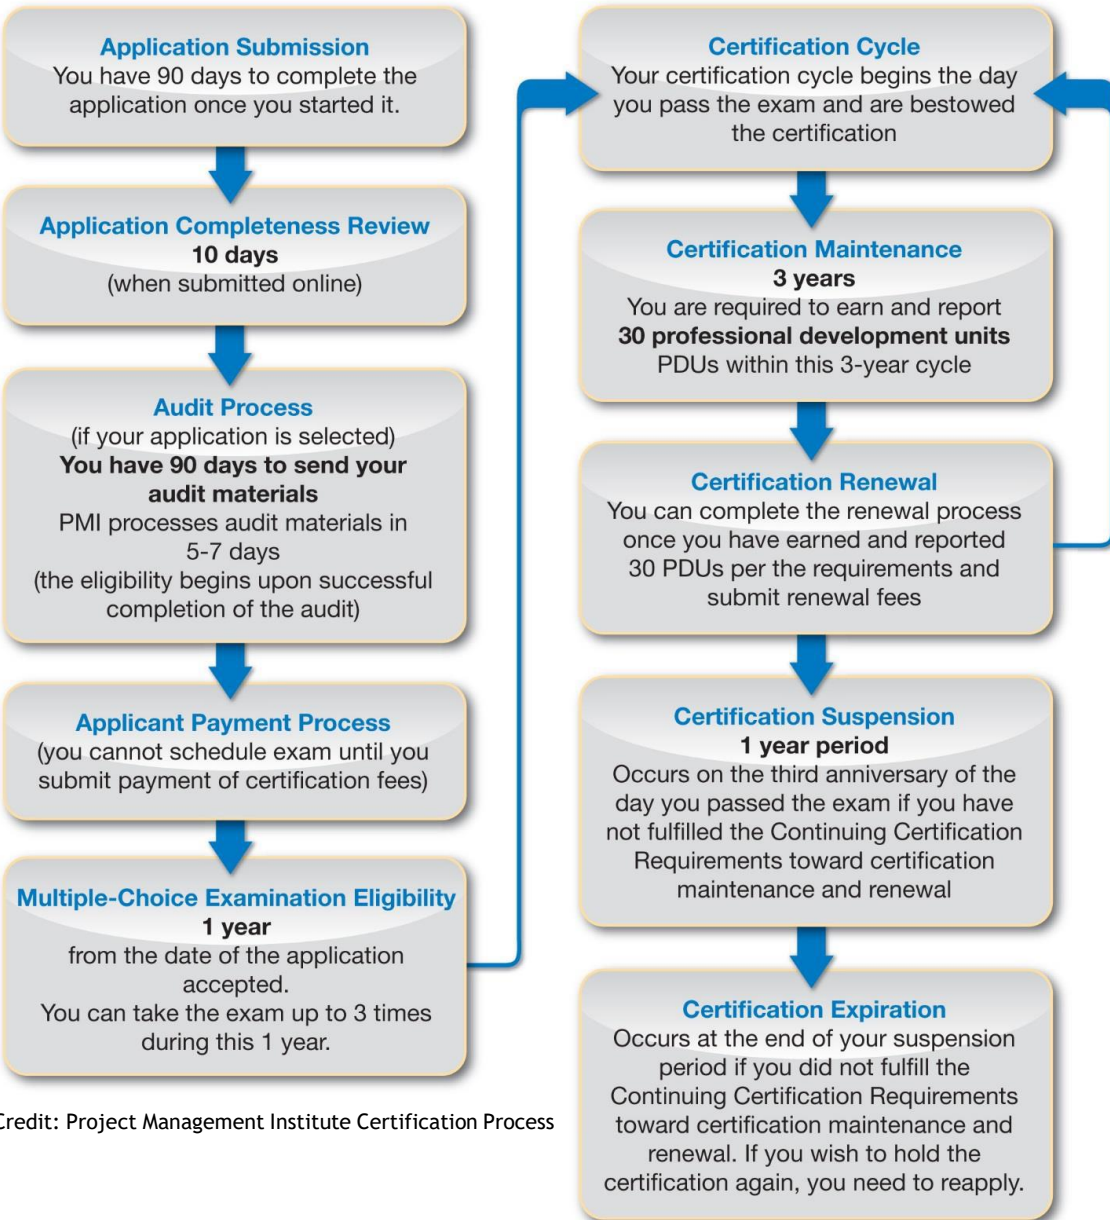 Application Submission
You have 90 days to complete the
application once you started it.
Application Completeness Review
10 days
(when submitted online)
Audit Process
(if your application is selected)
You have 90 days to send your
audit materials
PMI processes audit materials in
5-7 days
(the eligibility begins upon successful
completion of the audit)
Applicant Payment Process
(you cannot schedule exam until you
submit payment of certification fees)
Multiple-Choice Examination Eligibility
1 year
from the date of the application
accepted.
You can take the exam up to 3 times
during this 1 year.
Credit: Project Management Institute Certification Process
Certification Cycle
Your certification cycle begins the day
you pass the exam and are bestowed
the certification
Certification Maintenance
3 years
You are required to earn and report
30 professional development units
PDUs within this 3-year cycle
Certification Renewal
You can complete the renewal process
once you have earned and reported
30 PDUs per the requirements and
submit renewal fees
Certification Suspension
1 year period
Occurs on the third anniversary of the
day you passed the exam if you have
not fulfilled the Continuing Certification
Requirements toward certification
maintenance and renewal
Certification Expiration
Occurs at the end of your suspension
period if you did not fulfill the
Continuing Certification Requirements
toward certification maintenance and
renewal. If you wish to hold the
certification again, you need to reapply.